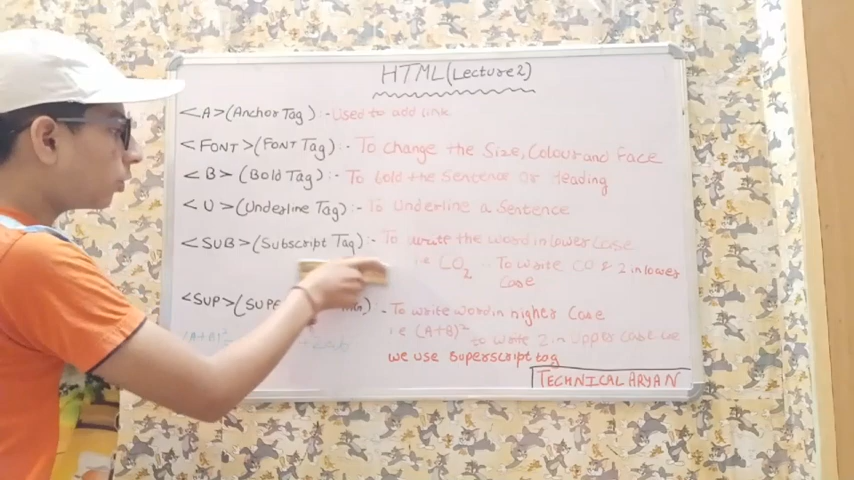 HTML(Lecture 2)
<A>(Anchor Tag) :- Used to add link
<FONT>(FONT Tag):- To change the Size, Colour and Face
<B> (Bold Tag) :- To bold the Sentence Or Heading
<U> (Underline Tag):- To Underline a Sentence
<SUB>(Subscript Tag):- To write the word in lower case
i.e CO₂ .. To write CO & 2 in lower
Case
<SUP>(SUPE :- To write word in higher Case
i.e (A+B)² to write 2 in upper case we
(A+B)²
we use Superscript tag
TECHNICAL ARYAN